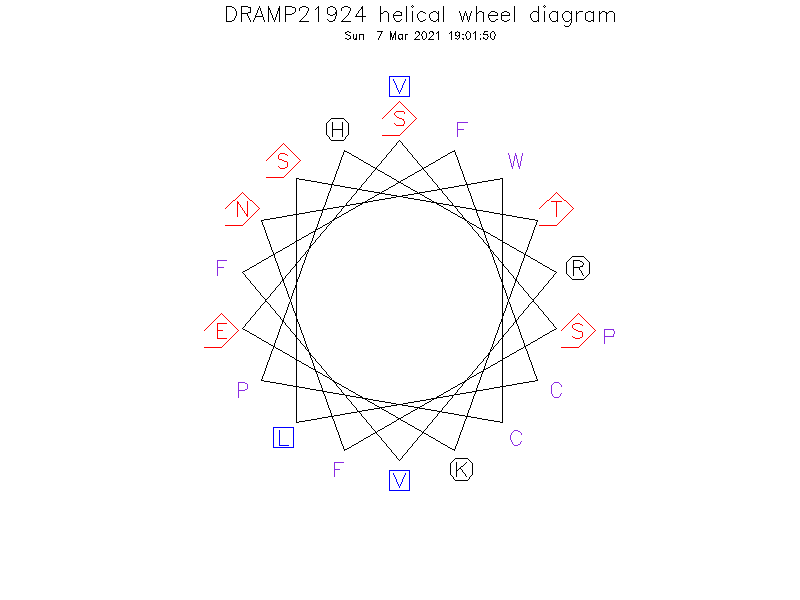 DRAMP21924 helical wheel diagram
Sun 7 Mar 2021 19:01:50
V
S
H F
S W
N T
F R
E S P
P C
L C
F K
V